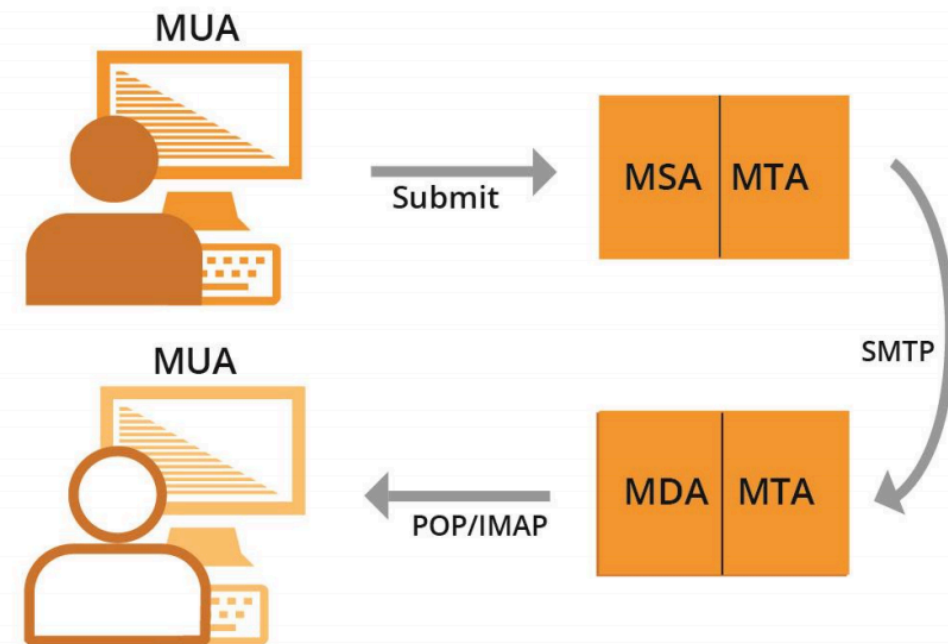 MUA
Submit
MSA MTA
SMTP
MUA
POP/IMAP
MDA MTA